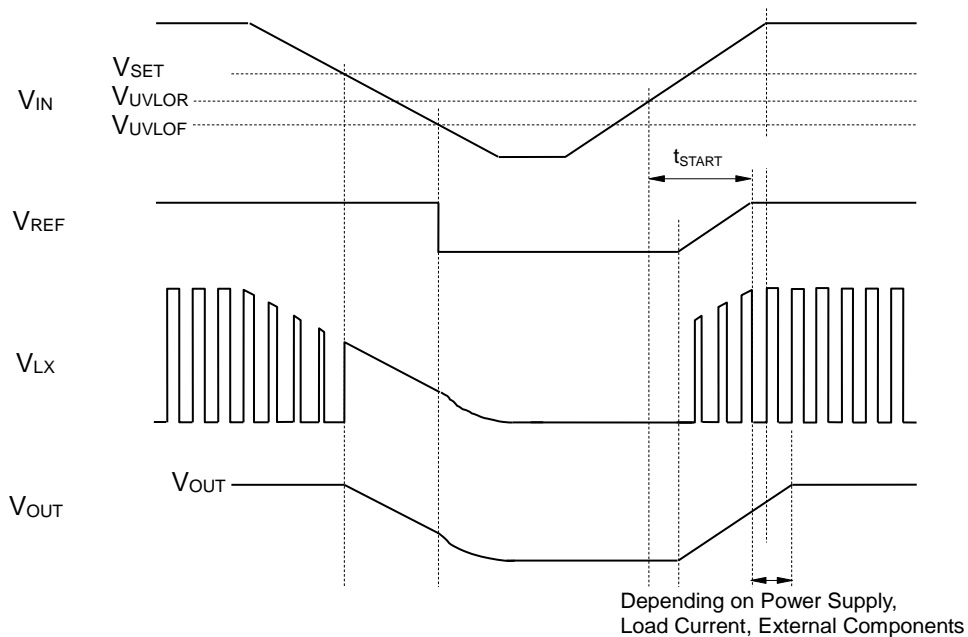 VSET
VIN
VUVLOR
VUVLOF
tSTART
VREF
VLX
VOUT
VOUT
Depending on Power Supply,
Load Current, External Components